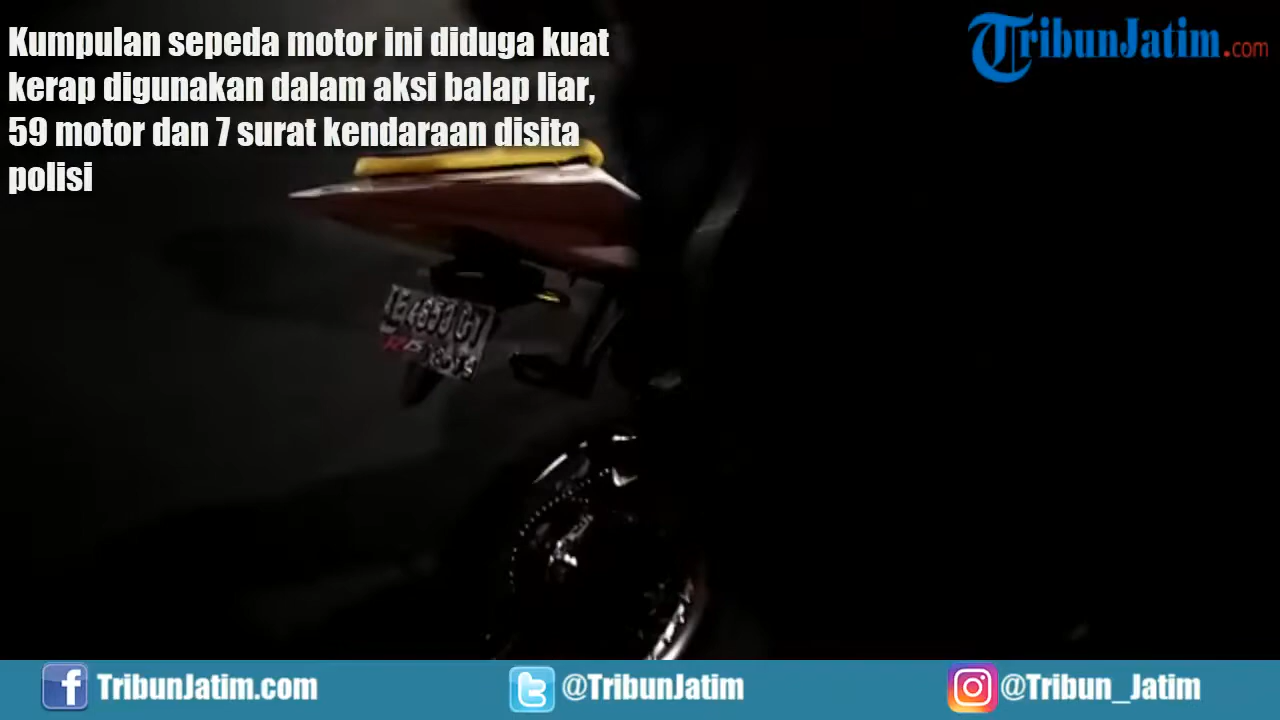 Kumpulan sepeda motor ini diduga kuat
kerap digunakan dalam aksi balap liar,
59 motor dan 7 surat kendaraan disita
polisi
TribunJatim.com
TribunJatim.com
@TribunJatim
@Tribun_Jatim